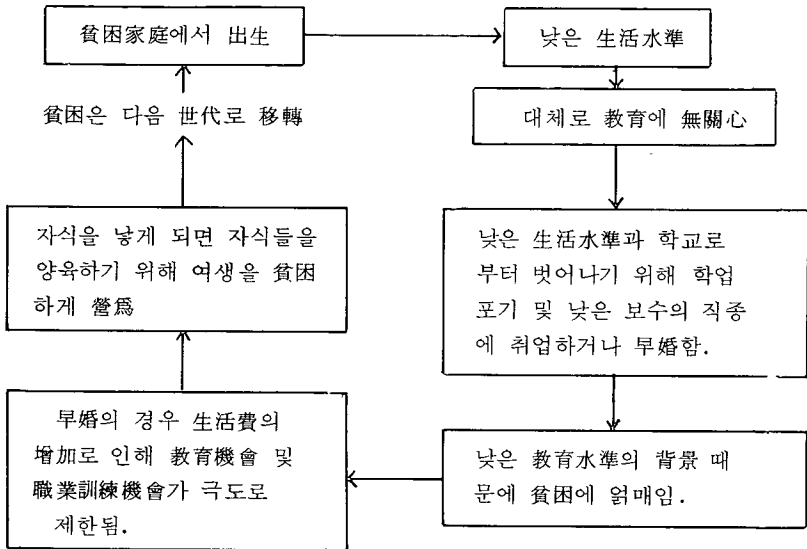 貧困家庭에서 出生
낮은 生活水準
대체로 教育에 無關心
낮은 生活水準과 학교로
부터 벗어나기 위해 학업
포기 및 낮은 보수의 직종
에 취업하거나 早婚함.
낮은 教育水準의 背景 때
문에 貧困에 얽매임.
早婚의 경우 生活費의
增加로 인해 教育機會 및
職業訓練機會가 극도로
제한됨.
자식을 낳게 되면 자식들을
양육하기 위해 여생을 貧困
하게 營爲
貧困은 다음 世代로 移轉